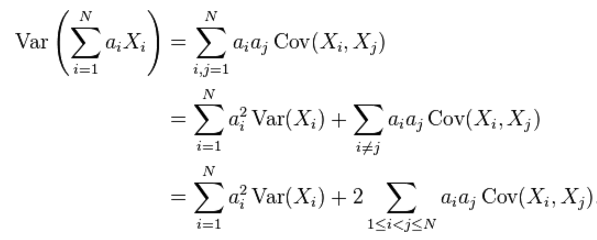 Var(∑_{i=1}^{N} a_i X_i) = ∑_{i,j=1}^{N} a_i a_j Cov(X_i, X_j)
= ∑_{i=1}^{N} a_i^2 Var(X_i) + ∑_{i≠j} a_i a_j Cov(X_i, X_j)
= ∑_{i=1}^{N} a_i^2 Var(X_i) + 2 ∑_{1≤i<j≤N} a_i a_j Cov(X_i, X_j).